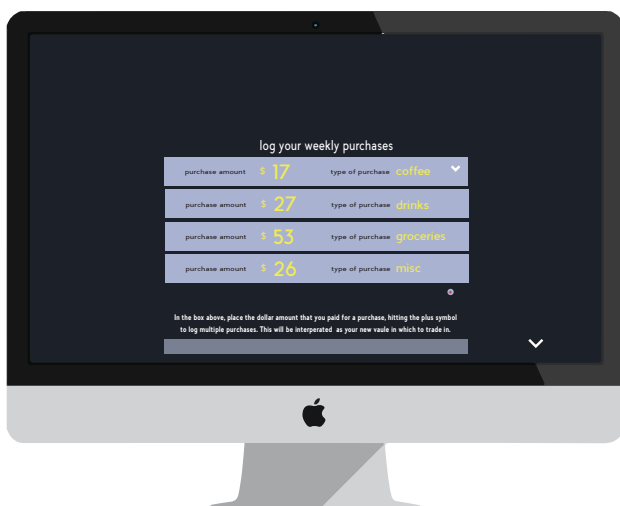 log your weekly purchases
purchase amount $ 17 type of purchase coffee
purchase amount $ 27 type of purchase drinks
purchase amount $ 53 type of purchase groceries
purchase amount $ 26 type of purchase misc
In the box above, place the dollar amount that you paid for a purchase, hitting the plus symbol
to log multiple purchases. This will be interperated as your new vaule in which to trade in.